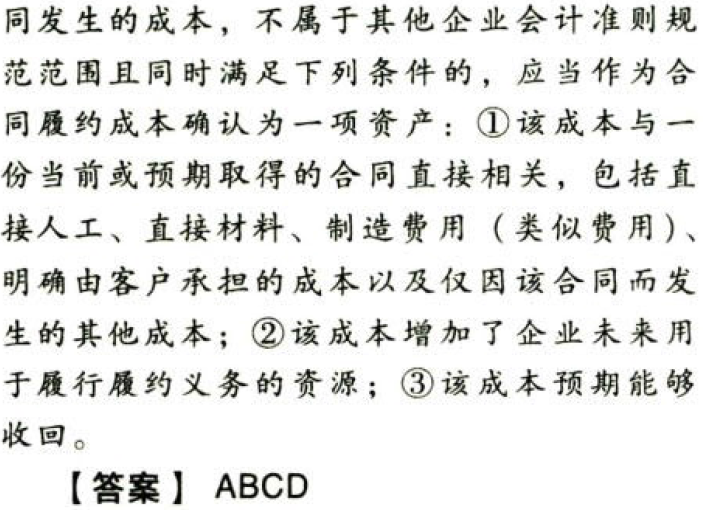 同发生的成本，不属于其他企业会计准则规
范范围且同时满足下列条件的，应当作为合
同履约成本确认为一项资产：①该成本与一
份当前或预期取得的合同直接相关，包括直
接人工、直接材料、制造费用（类似费用）、
明确由客户承担的成本以及仅因该合同而发
生的其他成本；②该成本增加了企业未来用
于履行履约义务的资源；③该成本预期能够
收回。
【答案】 ABCD